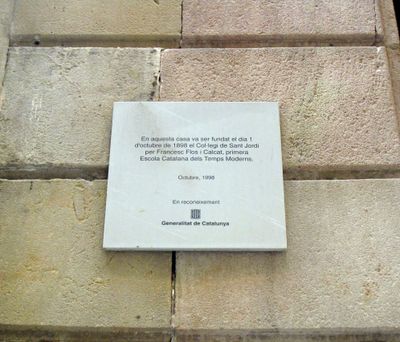 En aquesta casa va ser fundat el dia 1
d'octubre de 1898 el Col·legi de Sant Jordi
per Francesc Flos i Calcat, primera
Escola Catalana dels Temps Moderns.
Octubre, 1998
En reconeixement
Generalitat de Catalunya